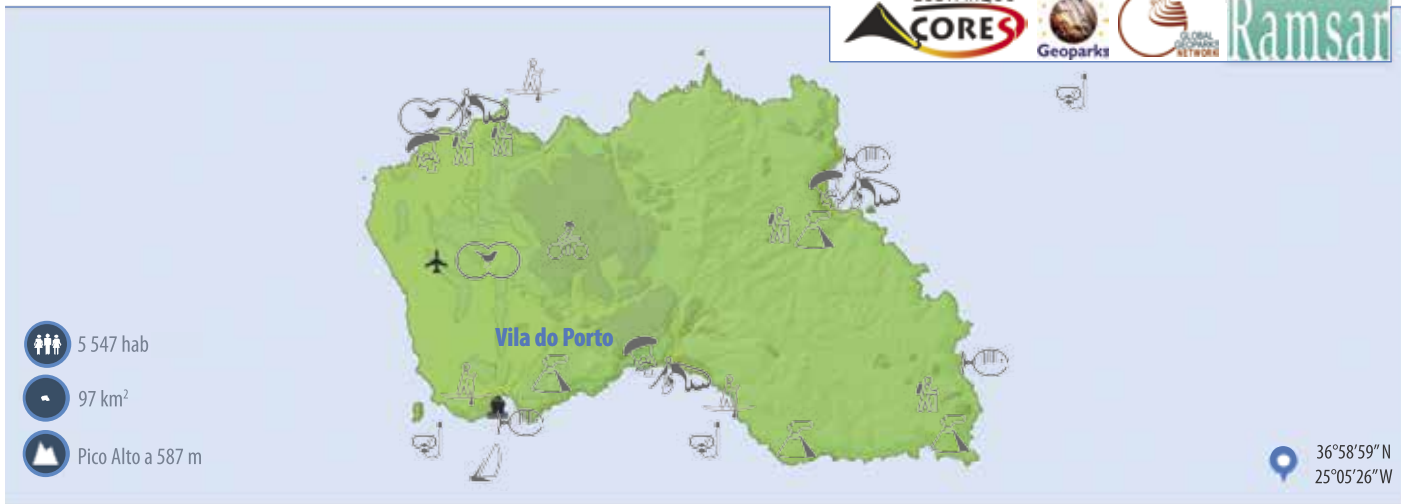 CORES
Geoparks
GLOBAL
GEOPARKS
NETWORK
Ramsar
Vila do Porto
5 547 hab
97 km²
Pico Alto a 587 m
36°58’59” N
25°05’26” W